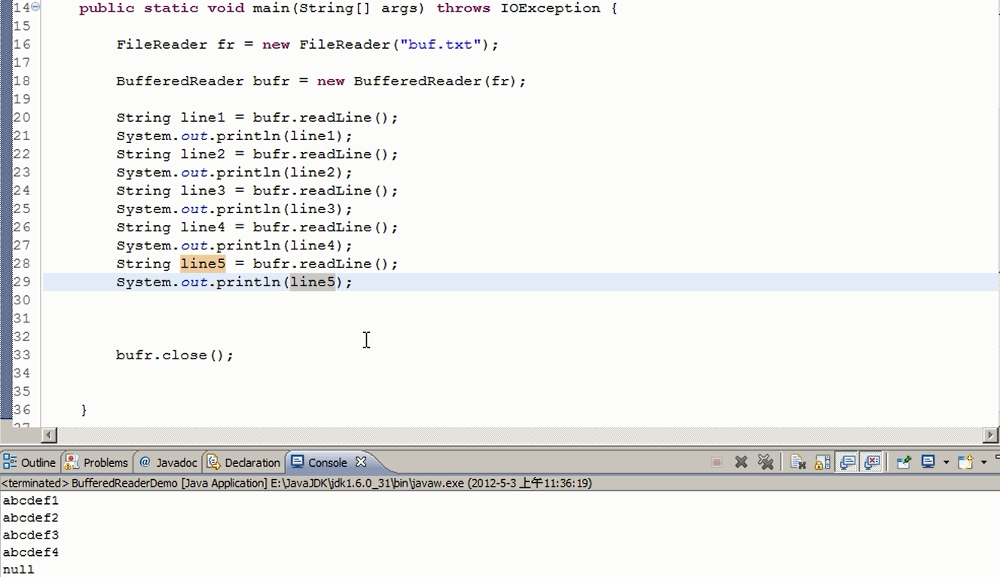 14 public static void main(String[] args) throws IOException {
15
16 FileReader fr = new FileReader("buf.txt");
17
18 BufferedReader bufr = new BufferedReader(fr);
19
20 String line1 = bufr.readLine();
21 System.out.println(line1);
22 String line2 = bufr.readLine();
23 System.out.println(line2);
24 String line3 = bufr.readLine();
25 System.out.println(line3);
26 String line4 = bufr.readLine();
27 System.out.println(line4);
28 String line5 = bufr.readLine();
29 System.out.println(line5);
30
31
32
33 bufr.close();
34
35
36 }
37
Outline Problems @ Javadoc Declaration Console
<terminated> BufferedReaderDemo [Java Application] E:\JavaJDK\jdk1.6.0_31\bin\javaw.exe (2012-5-3 上午11:36:19)
abcdef1
abcdef2
abcdef3
abcdef4
null